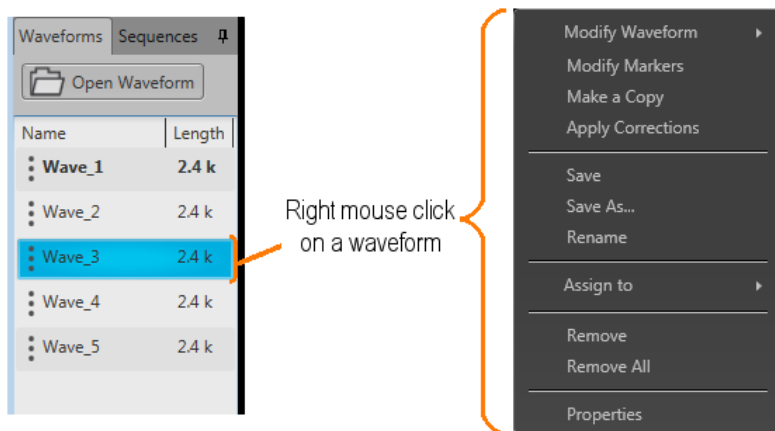 Waveforms Sequences
Open Waveform
Name Length
Wave_1 2.4 k
Wave_2 2.4 k
Wave_3 2.4 k
Wave_4 2.4 k
Wave_5 2.4 k
Right mouse click
on a waveform
Modify Waveform
Modify Markers
Make a Copy
Apply Corrections
Save
Save As...
Rename
Assign to
Remove
Remove All
Properties